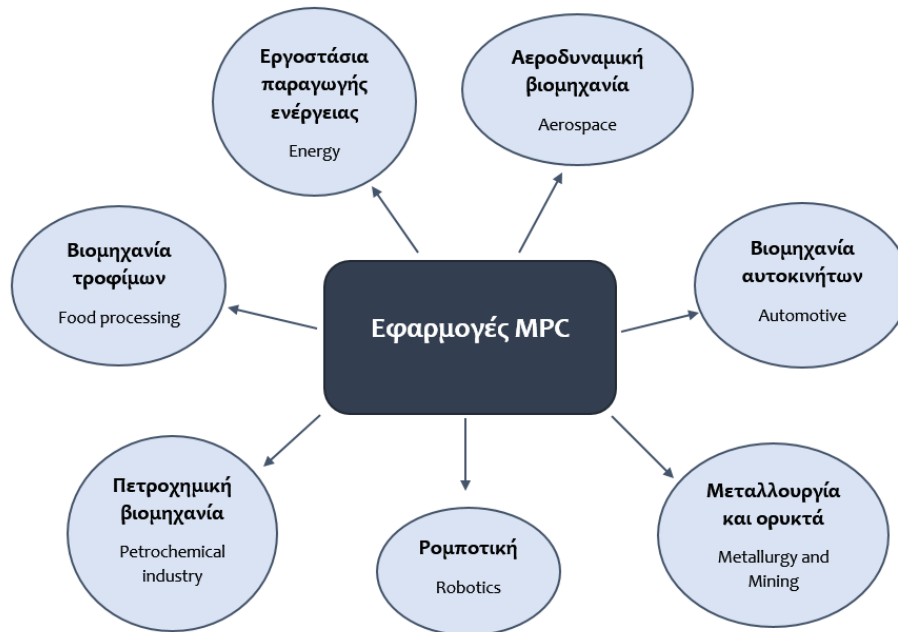 Εργοστάσια
παραγωγής
ενέργειας
Energy
Αεροδυναμική
βιομηχανία
Aerospace
Βιομηχανία
τροφίμων
Food processing
Εφαρμογές MPC
Βιομηχανία
αυτοκινήτων
Automotive
Πετροχημική
βιομηχανία
Petrochemical
industry
Ρομποτική
Robotics
Μεταλλουργία
και ορυκτά
Metallurgy and
Mining